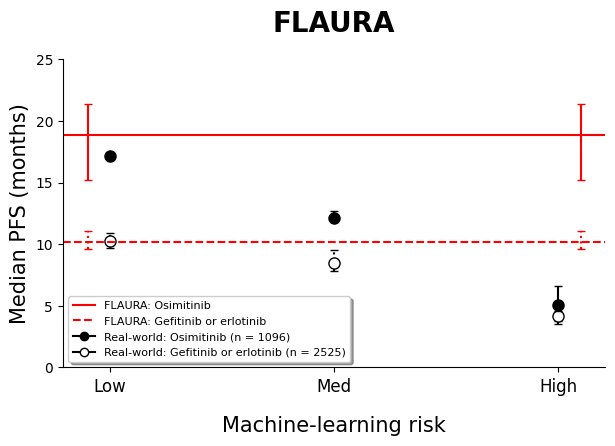 FLAURA
Median PFS (months)
25
20
15
10
5
0
FLAURA: Osimitinib
FLAURA: Gefitinib or erlotinib
Real-world: Osimitinib (n = 1096)
Real-world: Gefitinib or erlotinib (n = 2525)
Low
Med
High
Machine-learning risk